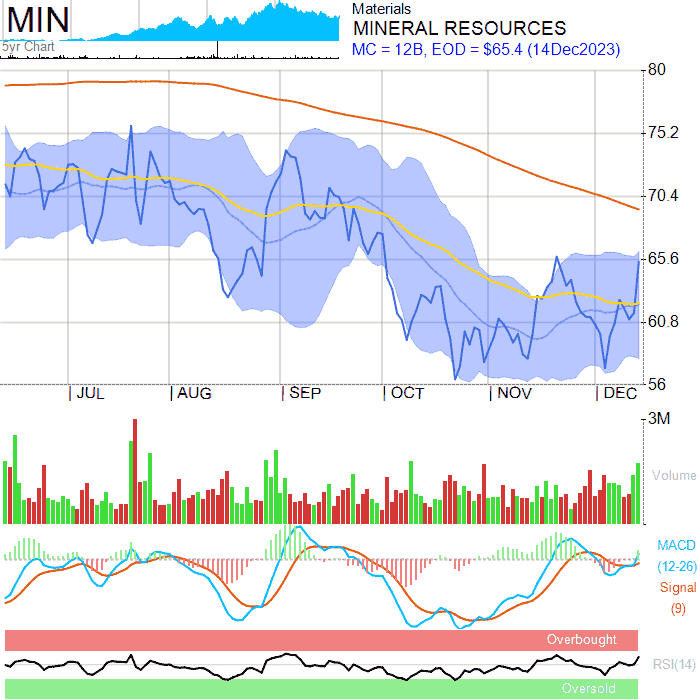 MIN
5yr Chart
Materials
MINERAL RESOURCES
MC = 12B, EOD = $65.4 (14Dec2023)
80
75.2
70.4
65.6
60.8
56
JUL AUG SEP OCT NOV DEC
3M
Volume
MACD
(12-26)
Signal
(9)
Overbought
RSI(14)
Oversold